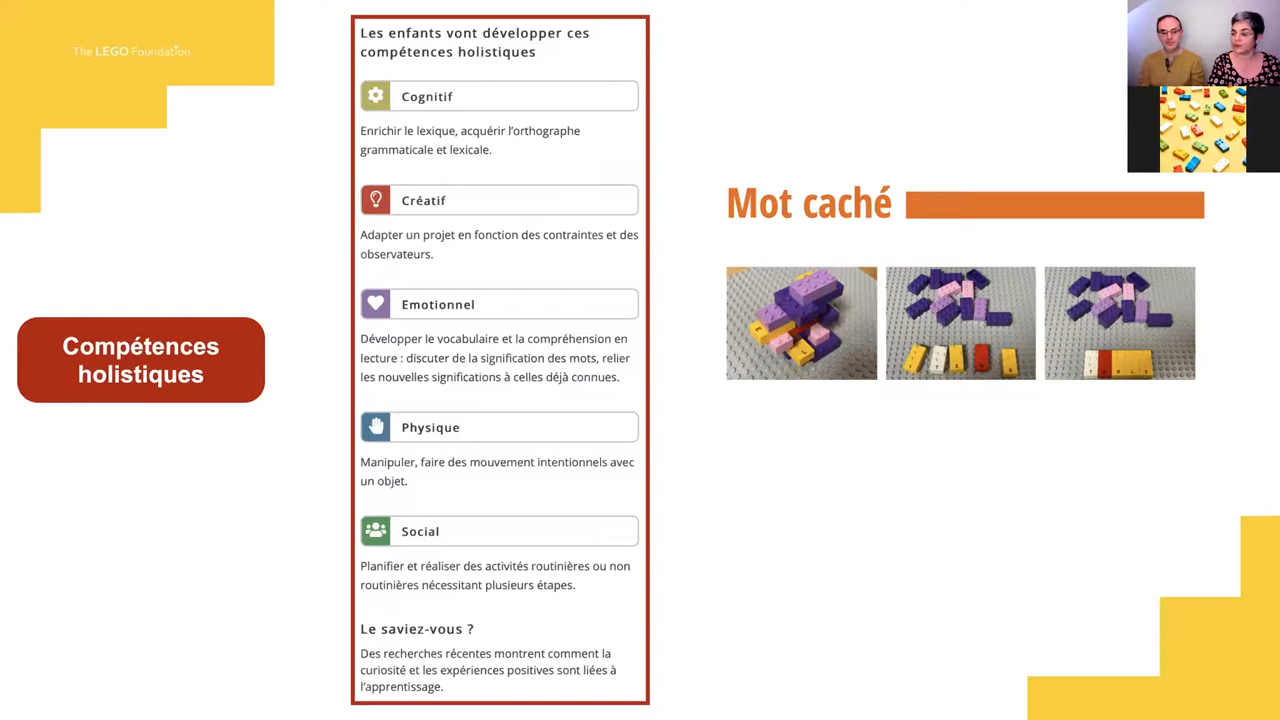 The LEGO Foundation
Compétences
holistiques
Les enfants vont développer ces
compétences holistiques
Cognitif
Enrichir le lexique, acquérir l’orthographe
grammaticale et lexicale.
Créatif
Adapter un projet en fonction des contraintes et des
observateurs.
Emotionnel
Développer le vocabulaire et la compréhension en
lecture : discuter de la signification des mots, relier
les nouvelles significations à celles déjà connues.
Physique
Manipuler, faire des mouvement intentionnels avec
un objet.
Social
Planifier et réaliser des activités routinières ou non
routinières nécessitant plusieurs étapes.
Le saviez-vous ?
Des recherches récentes montrent comment la
curiosité et les expériences positives sont liées à
l’apprentissage.
Mot caché